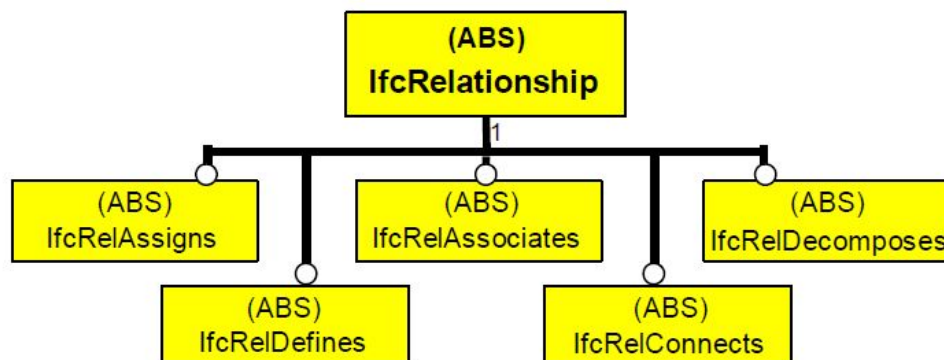 (ABS)
IfcRelationship
1
(ABS)
IfcRelAssigns
(ABS)
IfcRelAssociates
(ABS)
IfcRelDecomposes
(ABS)
IfcRelDefines
(ABS)
IfcRelConnects